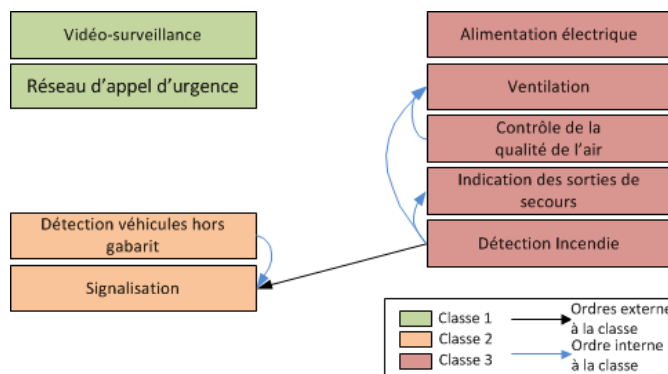 Vidéo-surveillance
Réseau d'appel d'urgence
Détection véhicules hors
gabarit
Signalisation
Alimentation électrique
Ventilation
Contrôle de la
qualité de l'air
Indication des sorties de
secours
Détection Incendie
Classe 1
Classe 2
Classe 3
Ordres externe
à la classe
Ordre interne
à la classe